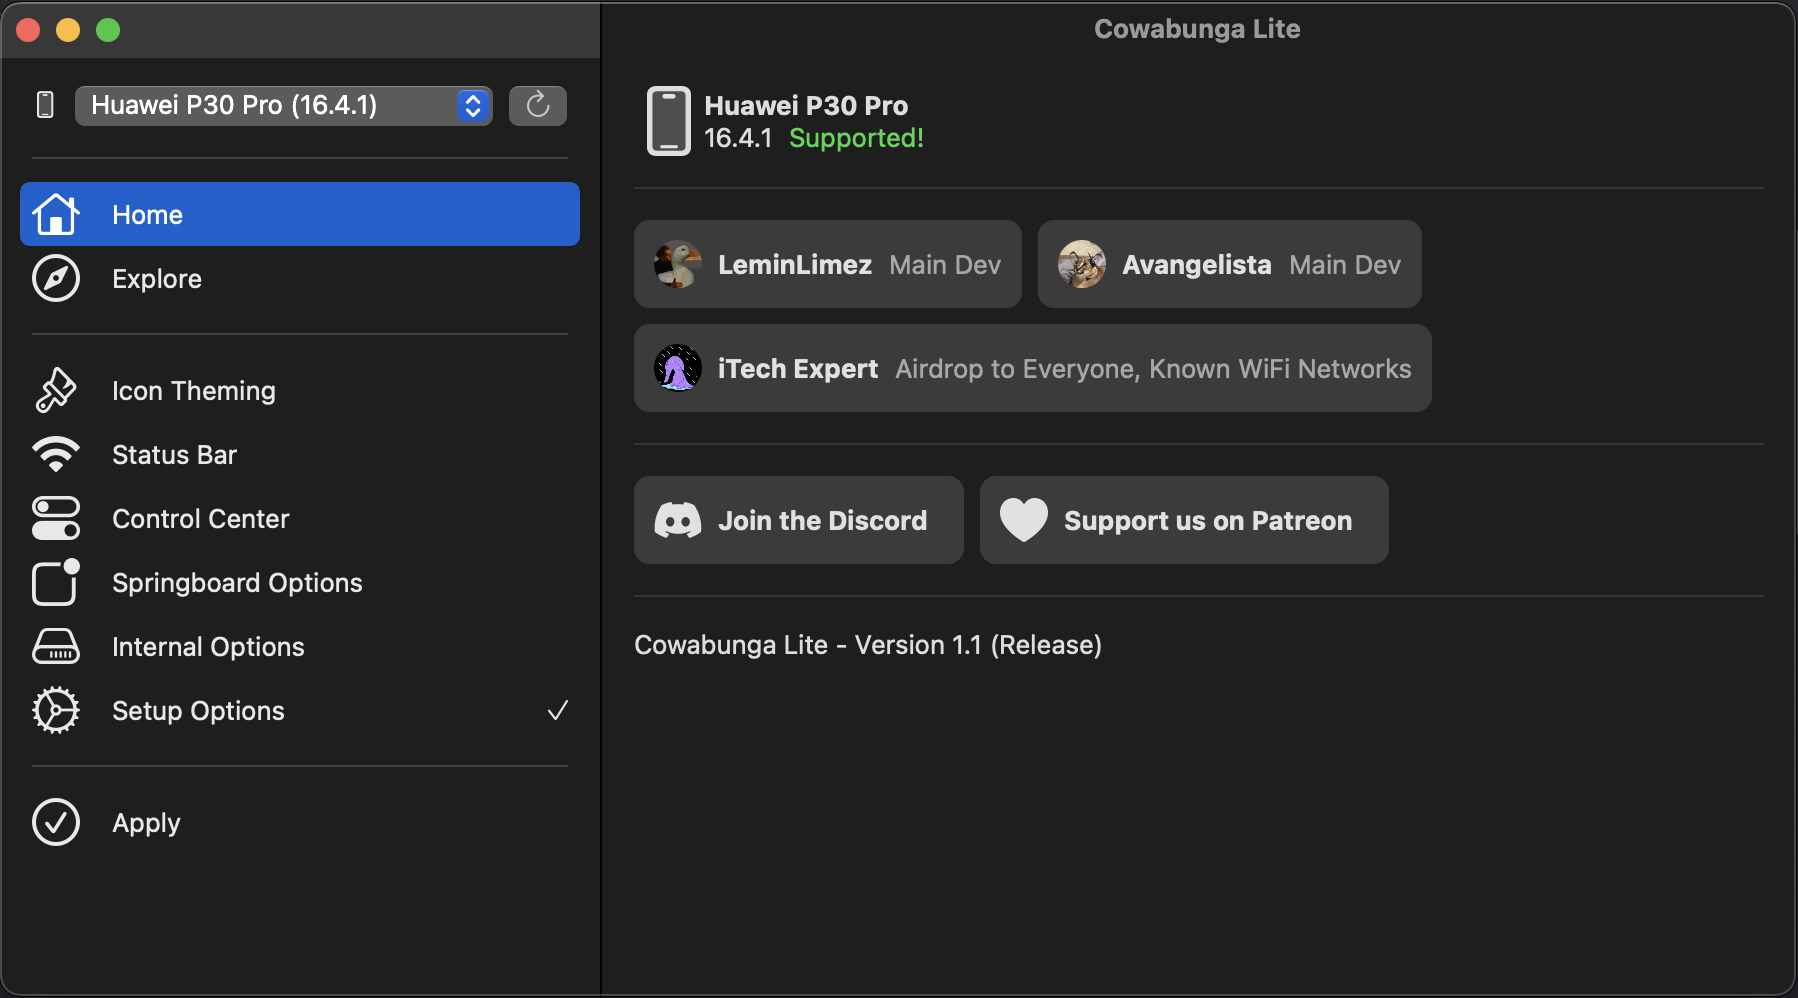 Cowabunga Lite
Huawei P30 Pro (16.4.1)
Home
Explore
Icon Theming
Status Bar
Control Center
Springboard Options
Internal Options
Setup Options
Apply
Huawei P30 Pro
16.4.1 Supported!
LeminLimez Main Dev
Avangelista Main Dev
iTech Expert Airdrop to Everyone, Known WiFi Networks
Join the Discord
Support us on Patreon
Cowabunga Lite - Version 1.1 (Release)